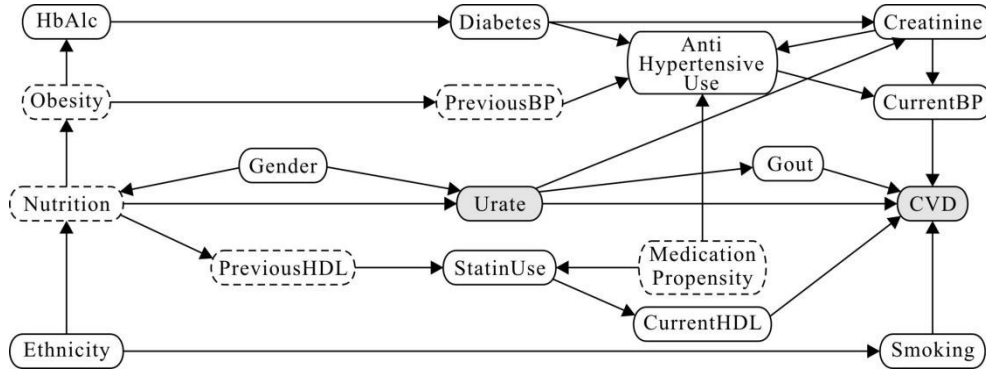 HbAlc
Diabetes
Creatinine
Anti
Hypertensive
Use
Obesity
PreviousBP
CurrentBP
Gender
Gout
Nutrition
Urate
CVD
PreviousHDL
StatinUse
Medication
Propensity
CurrentHDL
Ethnicity
Smoking